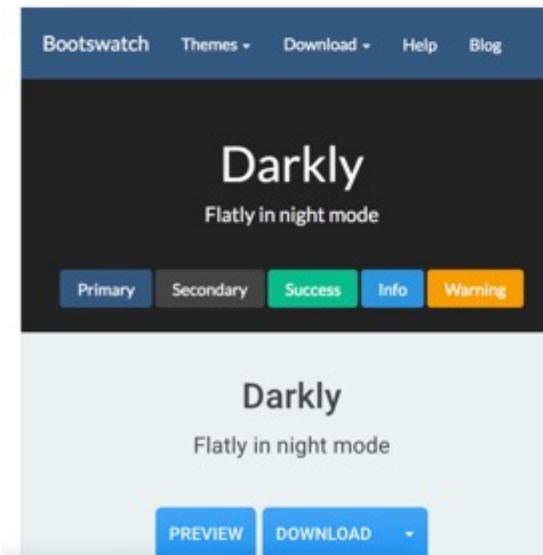 Bootswatch Themes Download Help Blog
Darkly
Flatly in night mode
Primary Secondary Success Info Warning
Darkly
Flatly in night mode
PREVIEW DOWNLOAD